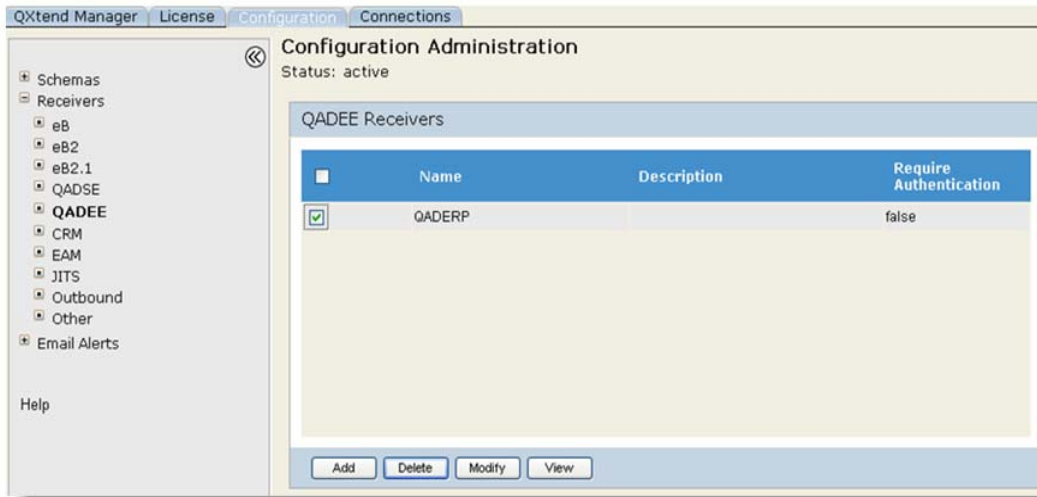 QXtend Manager License Configuration Connections
Configuration Administration
Status: active
Schemas
Receivers
eB
eB2
eB2.1
QADSE
QADEE
CRM
EAM
JITS
Outbound
Other
Email Alerts
Help
QADEE Receivers
Name Description Require Authentication
QADERP false
Add Delete Modify View